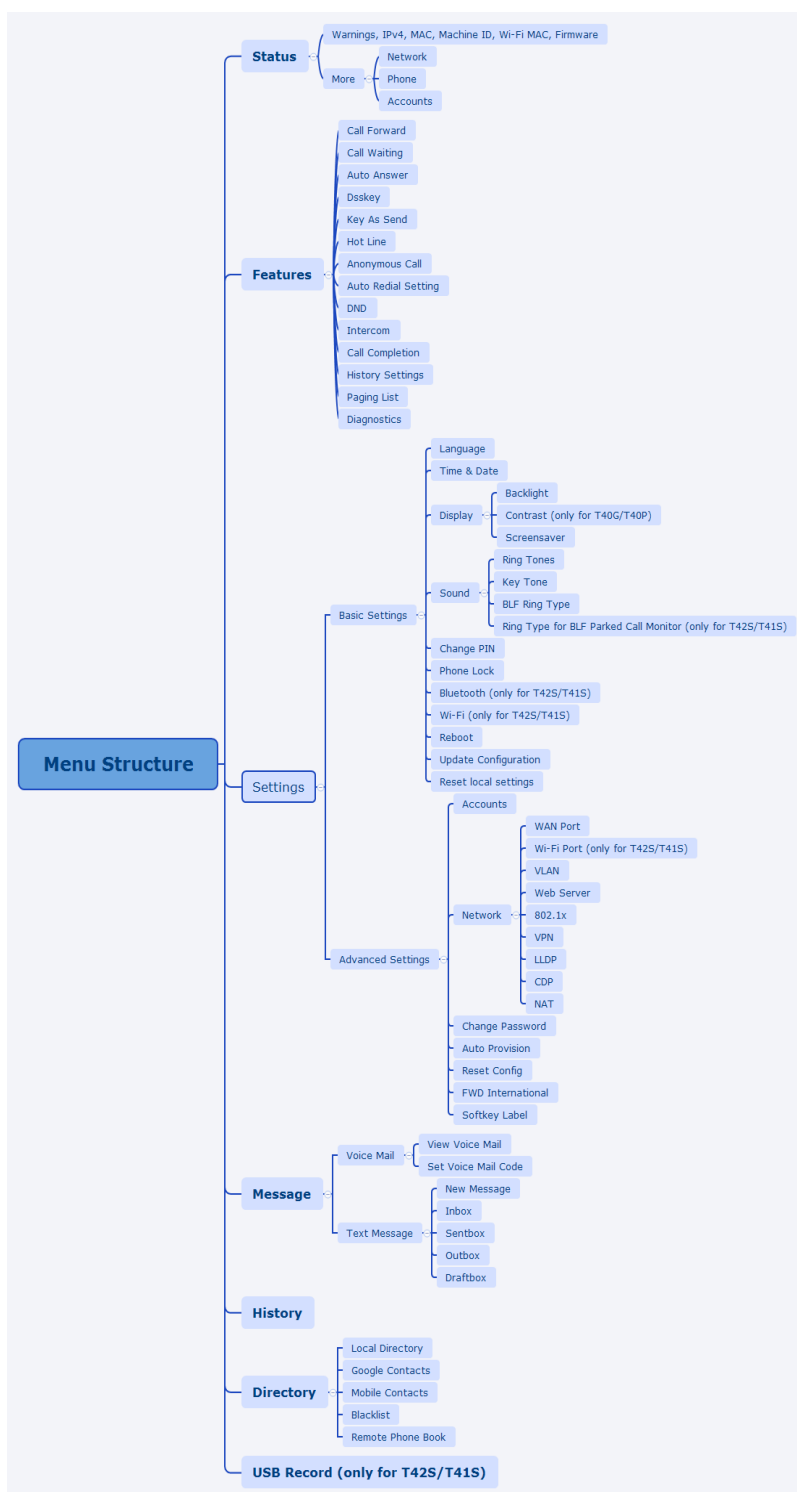 Menu Structure
Status
Warnings, IPv4, MAC, Machine ID, Wi-Fi MAC, Firmware
More
Network
Phone
Accounts
Features
Call Forward
Call Waiting
Auto Answer
Dsskey
Key As Send
Hot Line
Anonymous Call
Auto Redial Setting
DND
Intercom
Call Completion
History Settings
Paging List
Diagnostics
Settings
Basic Settings
Language
Time & Date
Display
Backlight
Contrast (only for T40G/T40P)
Screensaver
Sound
Ring Tones
Key Tone
BLF Ring Type
Ring Type for BLF Parked Call Monitor (only for T42S/T41S)
Change PIN
Phone Lock
Bluetooth (only for T42S/T41S)
Wi-Fi (only for T42S/T41S)
Reboot
Update Configuration
Reset local settings
Advanced Settings
Accounts
Network
WAN Port
Wi-Fi Port (only for T42S/T41S)
VLAN
Web Server
802.1x
VPN
LLDP
CDP
NAT
Change Password
Auto Provision
Reset Config
FWD International
Softkey Label
Message
Voice Mail
View Voice Mail
Set Voice Mail Code
Text Message
New Message
Inbox
Sentbox
Outbox
Draftbox
History
Directory
Local Directory
Google Contacts
Mobile Contacts
Blacklist
Remote Phone Book
USB Record (only for T42S/T41S)